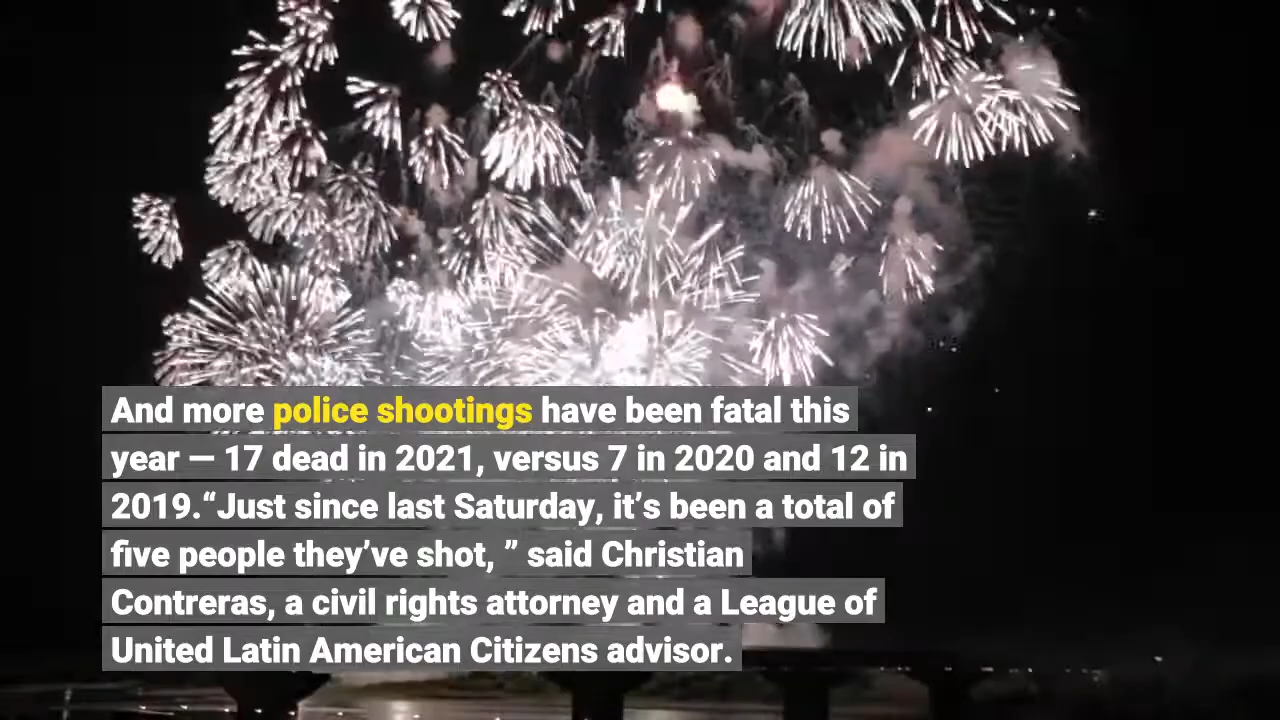 And more police shootings have been fatal this
year — 17 dead in 2021, versus 7 in 2020 and 12 in
2019.“Just since last Saturday, it’s been a total of
five people they’ve shot, ” said Christian
Contreras, a civil rights attorney and a League of
United Latin American Citizens advisor.